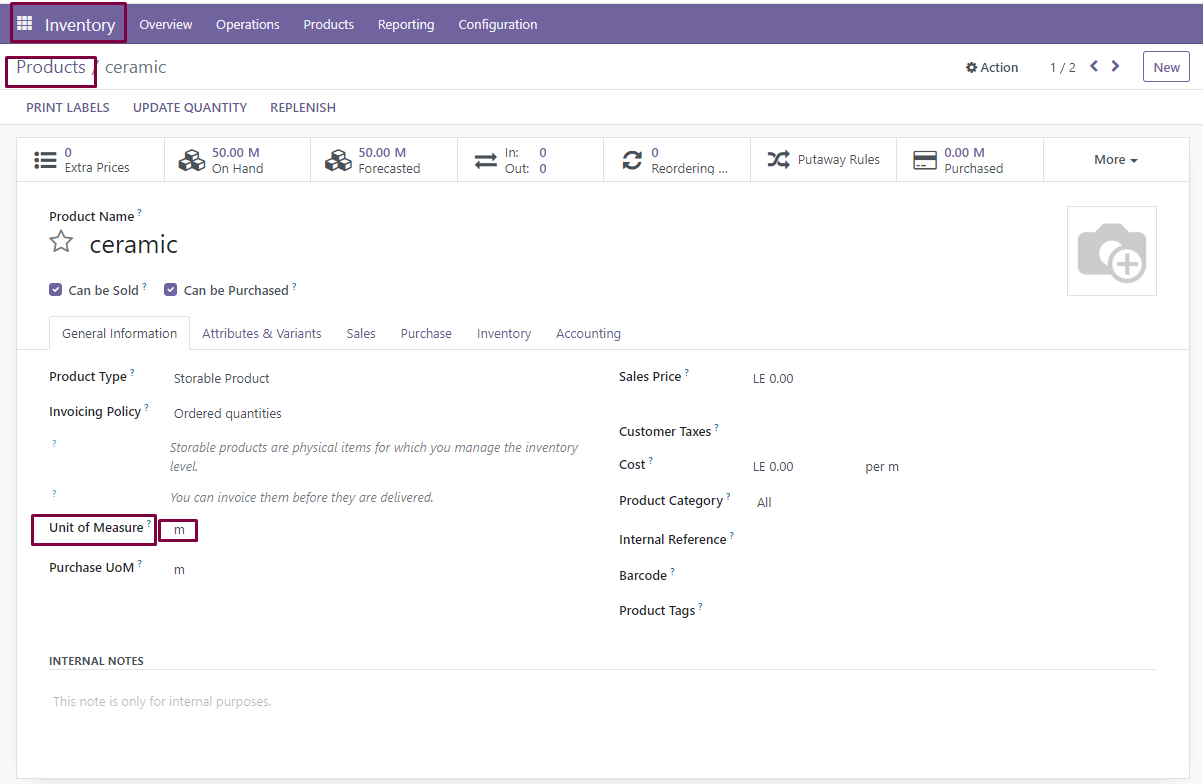 Inventory Overview Operations Products Reporting Configuration
Products / ceramic
Action 1 / 2 New
PRINT LABELS UPDATE QUANTITY REPLENISH
0
Extra Prices
50.00 M
On Hand
50.00 M
Forecasted
In: 0
Out: 0
0
Reordering ...
Putaway Rules
0.00 M
Purchased
More
Product Name ?
ceramic
Can be Sold ? Can be Purchased ?
General Information Attributes & Variants Sales Purchase Inventory Accounting
Product Type ? Storable Product
Invoicing Policy ? Ordered quantities
? Storable products are physical items for which you manage the inventory
level.
? You can invoice them before they are delivered.
Unit of Measure ? m
Purchase UoM ? m
Sales Price ? LE 0.00
Customer Taxes ?
Cost ? LE 0.00 per m
Product Category ? All
Internal Reference ?
Barcode ?
Product Tags ?
INTERNAL NOTES
This note is only for internal purposes.